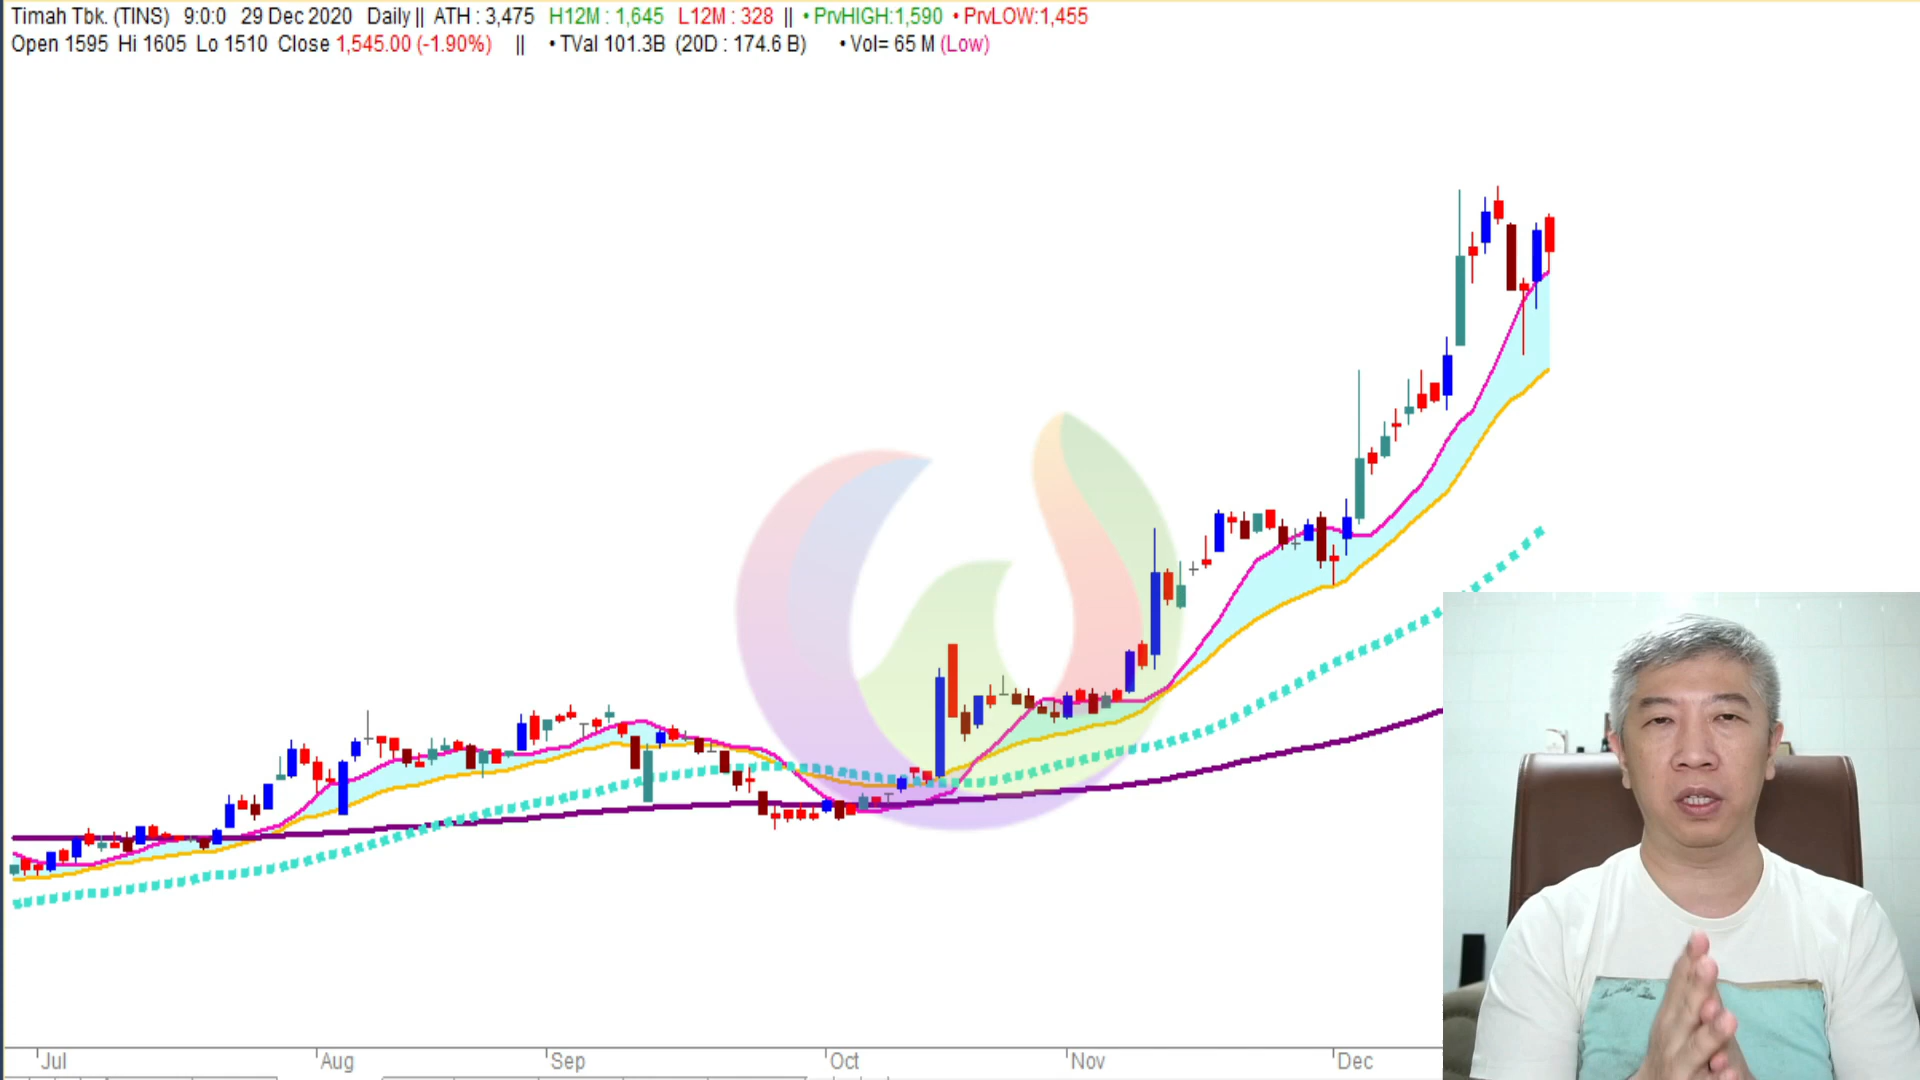 Timah Tbk. (TINS) 9:0:0 29 Dec 2020 Daily || ATH : 3,475 H12M : 1,645 L12M : 328 || • PrvHIGH:1,590 • PrvLOW:1,455
Open 1595 Hi 1605 Lo 1510 Close 1,545.00 (-1.90%) || • TVal 101.3B (20D : 174.6 B) • Vol= 65 M (Low)
Jul Aug Sep Oct Nov Dec